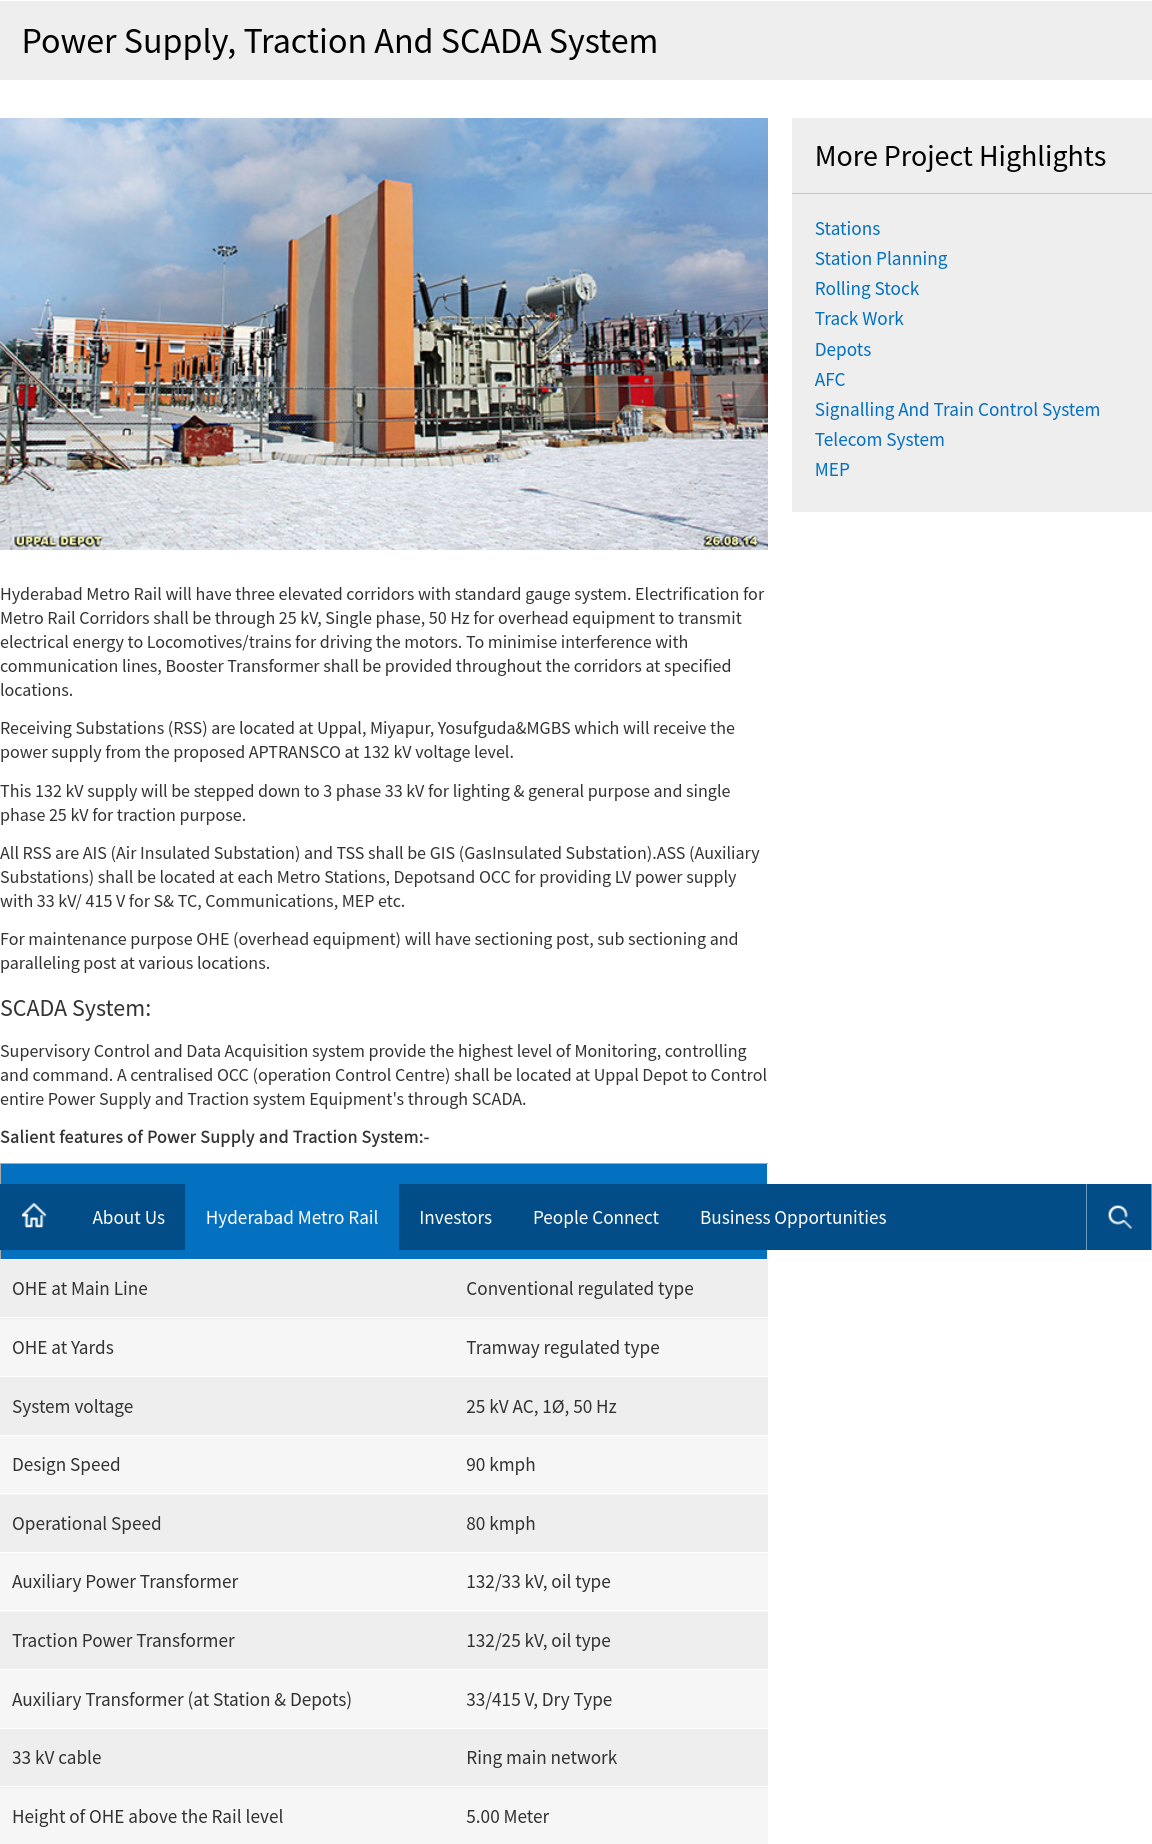 Power Supply, Traction And SCADA System
UPPAL DEPOT
26.08.14
More Project Highlights
Stations
Station Planning
Rolling Stock
Track Work
Depots
AFC
Signalling And Train Control System
Telecom System
MEP
Hyderabad Metro Rail will have three elevated corridors with standard gauge system. Electrification for
Metro Rail Corridors shall be through 25 kV, Single phase, 50 Hz for overhead equipment to transmit
electrical energy to Locomotives/trains for driving the motors. To minimise interference with
communication lines, Booster Transformer shall be provided throughout the corridors at specified
locations.
Receiving Substations (RSS) are located at Uppal, Miyapur, Yosufguda&MGBS which will receive the
power supply from the proposed APTRANSCO at 132 kV voltage level.
This 132 kV supply will be stepped down to 3 phase 33 kV for lighting & general purpose and single
phase 25 kV for traction purpose.
All RSS are AIS (Air Insulated Substation) and TSS shall be GIS (GasInsulated Substation).ASS (Auxiliary
Substations) shall be located at each Metro Stations, Depotsand OCC for providing LV power supply
with 33 kV/ 415 V for S& TC, Communications, MEP etc.
For maintenance purpose OHE (overhead equipment) will have sectioning post, sub sectioning and
paralleling post at various locations.
SCADA System:
Supervisory Control and Data Acquisition system provide the highest level of Monitoring, controlling
and command. A centralised OCC (operation Control Centre) shall be located at Uppal Depot to Control
entire Power Supply and Traction system Equipment's through SCADA.
Salient features of Power Supply and Traction System:-
About Us Hyderabad Metro Rail Investors People Connect Business Opportunities
OHE at Main Line Conventional regulated type
OHE at Yards Tramway regulated type
System voltage 25 kV AC, 1Ø, 50 Hz
Design Speed 90 kmph
Operational Speed 80 kmph
Auxiliary Power Transformer 132/33 kV, oil type
Traction Power Transformer 132/25 kV, oil type
Auxiliary Transformer (at Station & Depots) 33/415 V, Dry Type
33 kV cable Ring main network
Height of OHE above the Rail level 5.00 Meter